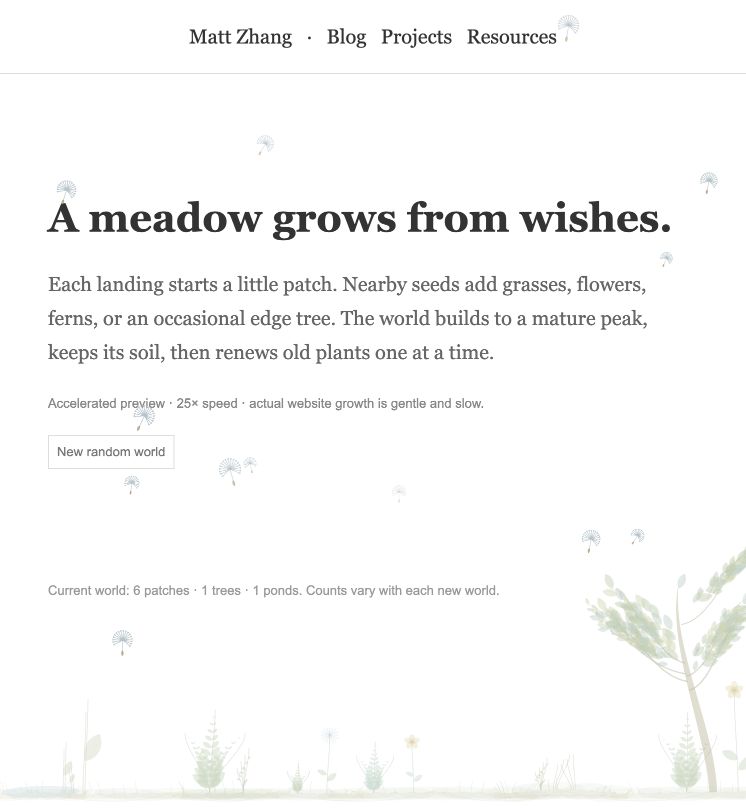 Matt Zhang · Blog Projects Resources
A meadow grows from wishes.
Each landing starts a little patch. Nearby seeds add grasses, flowers,
ferns, or an occasional edge tree. The world builds to a mature peak,
keeps its soil, then renews old plants one at a time.
Accelerated preview · 25× speed · actual website growth is gentle and slow.
New random world
Current world: 6 patches · 1 trees · 1 ponds. Counts vary with each new world.